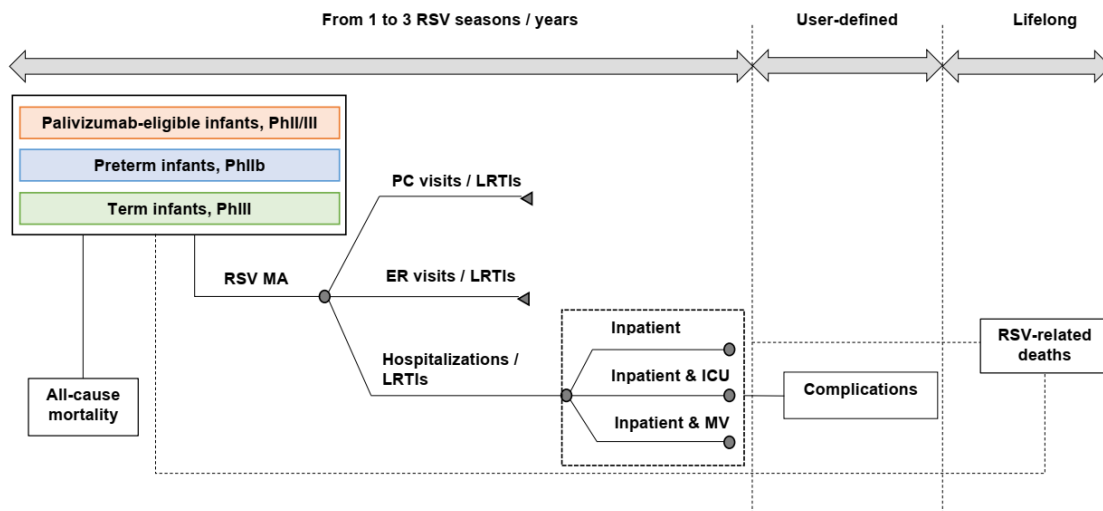 From 1 to 3 RSV seasons / years
User-defined
Lifelong
Palivizumab-eligible infants, PhII/III
Preterm infants, PhIIb
Term infants, PhIII
PC visits / LRTIs
RSV MA
ER visits / LRTIs
Hospitalizations /
LRTIs
Inpatient
Inpatient & ICU
Inpatient & MV
Complications
RSV-related
deaths
All-cause
mortality